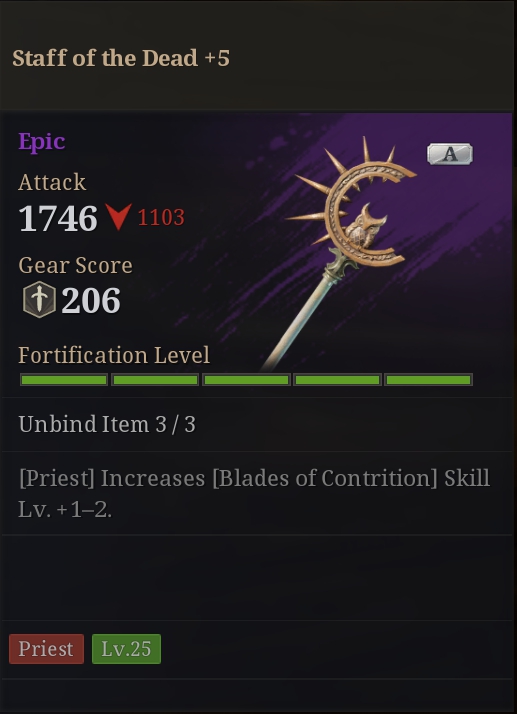 Staff of the Dead +5
Epic
A
Attack
1746 1103
Gear Score
206
Fortification Level
Unbind Item 3 / 3
[Priest] Increases [Blades of Contrition] Skill
Lv. +1–2.
Priest Lv.25